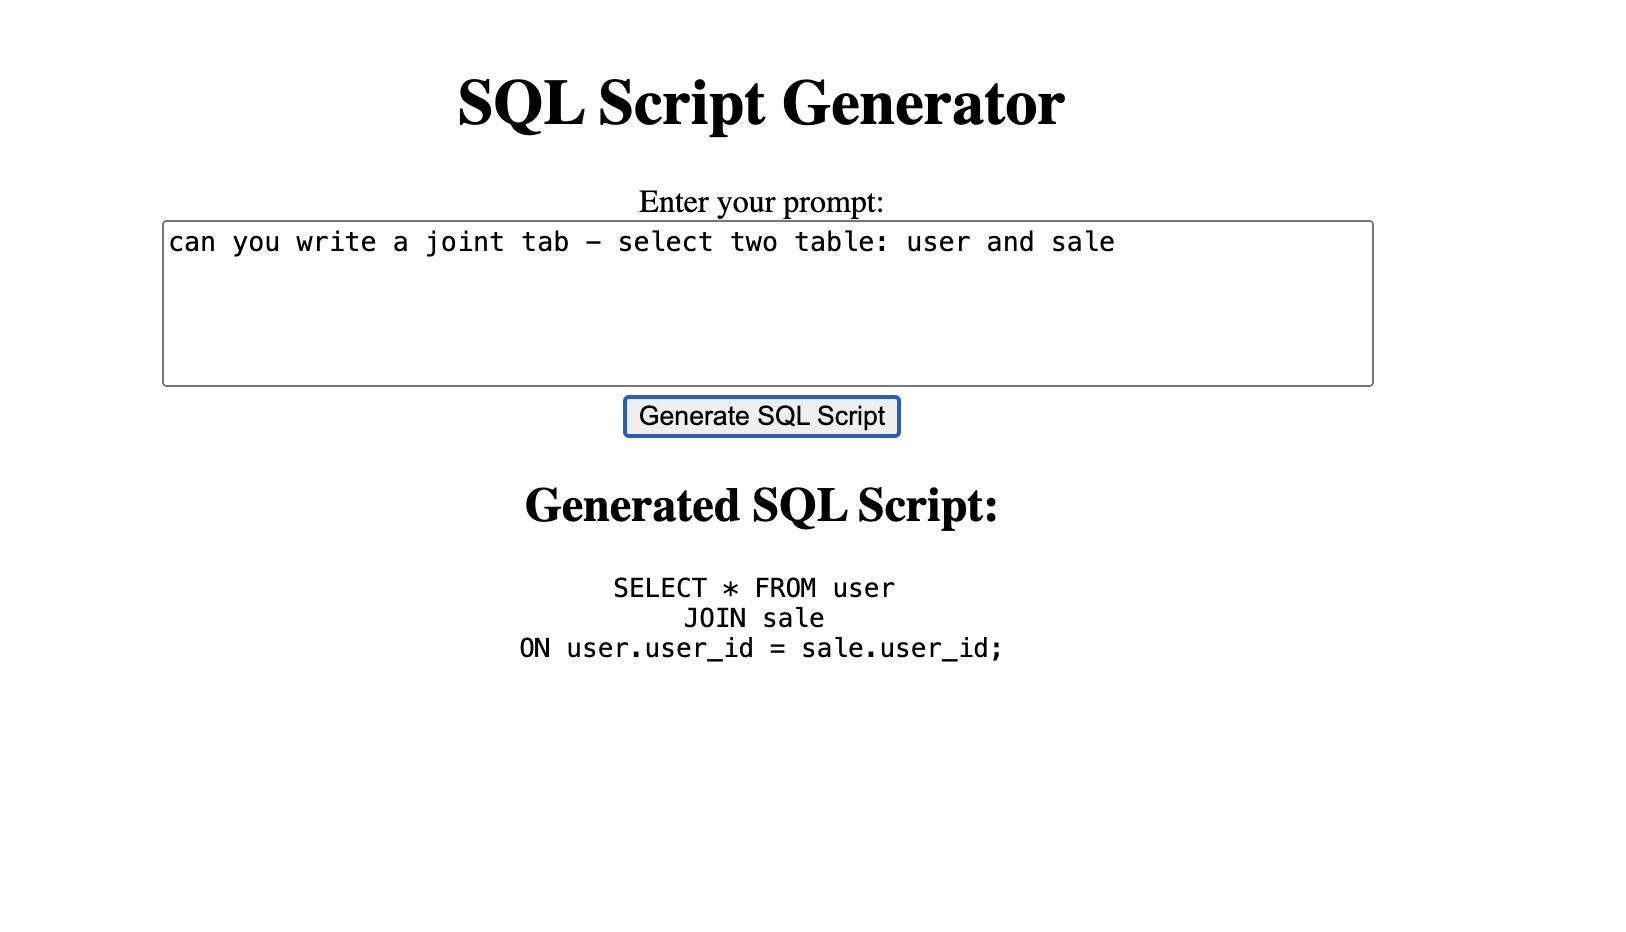 SQL Script Generator
Enter your prompt:
can you write a joint tab – select two table: user and sale
Generate SQL Script
Generated SQL Script:
SELECT * FROM user
JOIN sale
ON user.user_id = sale.user_id;